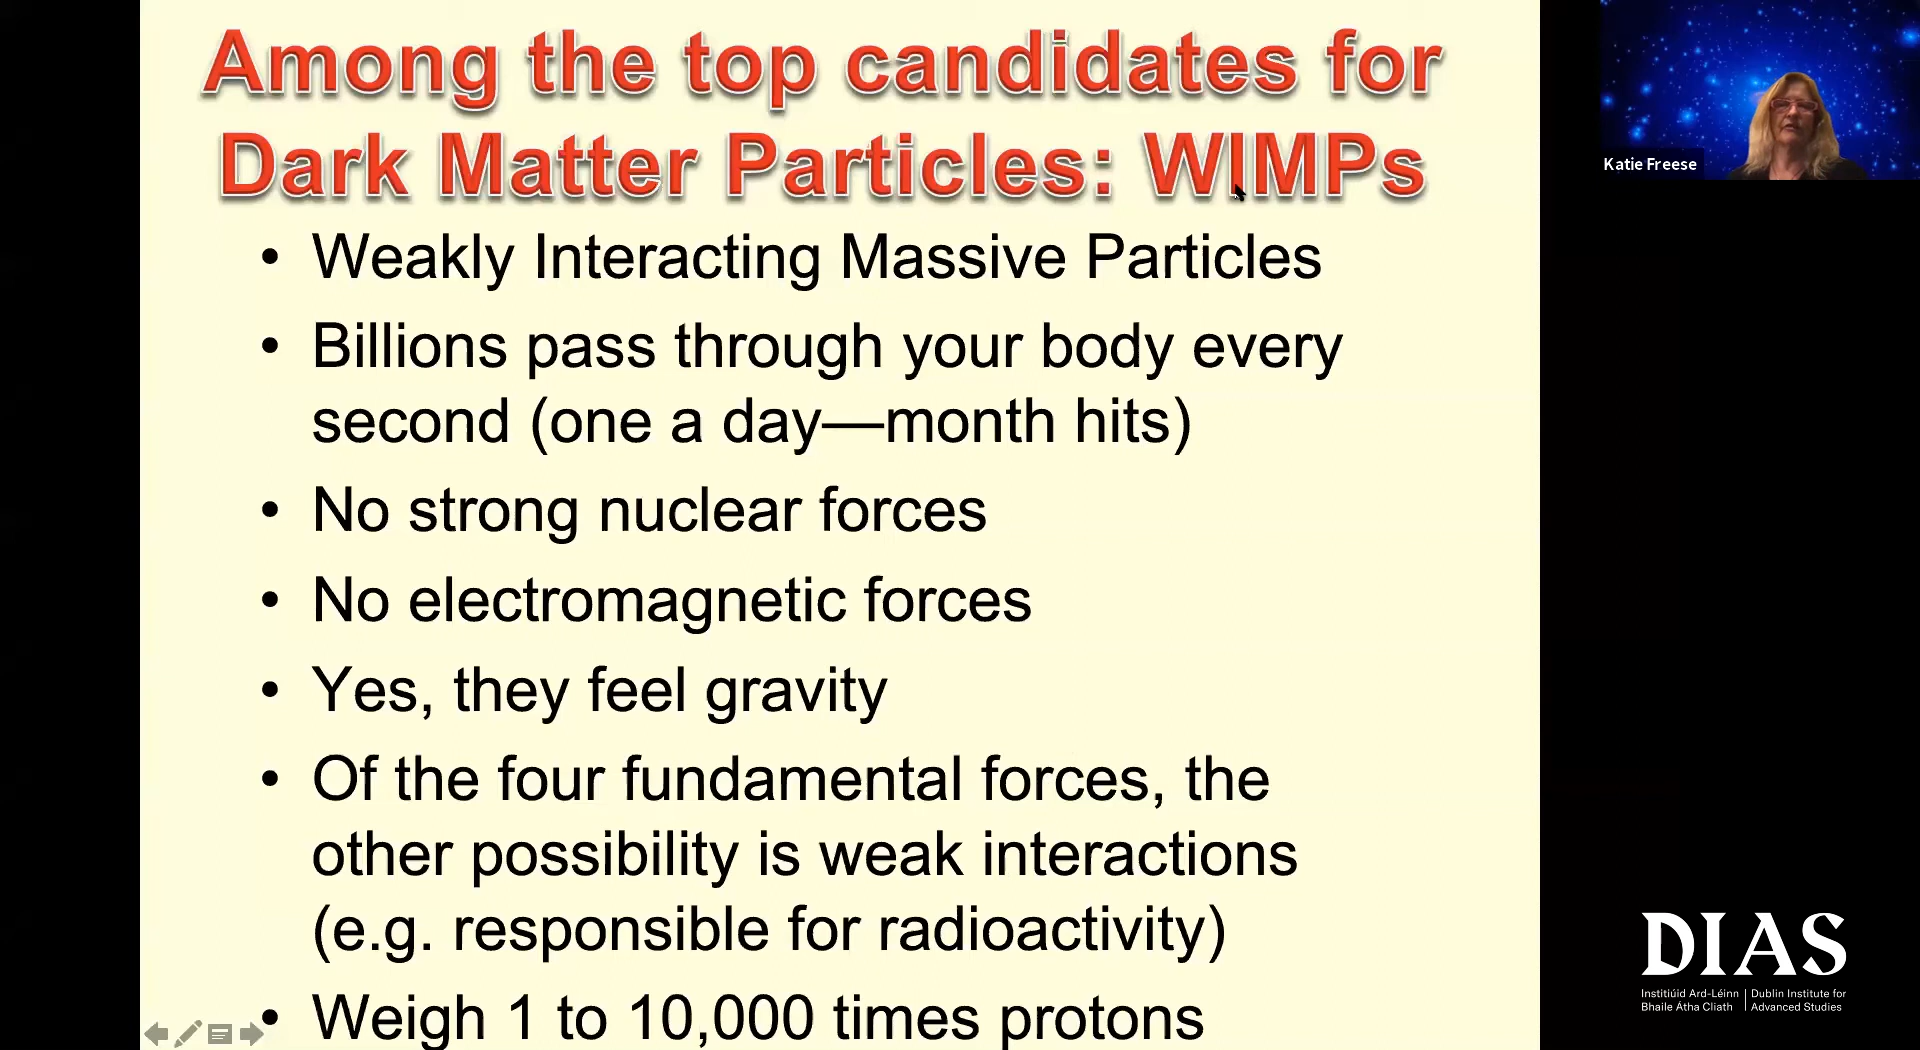 Among the top candidates for
Dark Matter Particles: WIMPs
• Weakly Interacting Massive Particles
• Billions pass through your body every
second (one a day—month hits)
• No strong nuclear forces
• No electromagnetic forces
• Yes, they feel gravity
• Of the four fundamental forces, the
other possibility is weak interactions
(e.g. responsible for radioactivity)
• Weigh 1 to 10,000 times protons
Katie Freese
DIAS
Institiúid Ard-Léinn | Dublin Institute for
Bhaile Átha Cliath | Advanced Studies